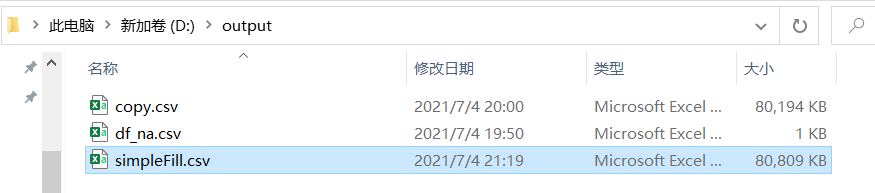 此电脑 > 新加卷 (D:) > output
名称 修改日期 类型 大小
copy.csv 2021/7/4 20:00 Microsoft Excel ... 80,194 KB
df_na.csv 2021/7/4 19:50 Microsoft Excel ... 1 KB
simpleFill.csv 2021/7/4 21:19 Microsoft Excel ... 80,809 KB